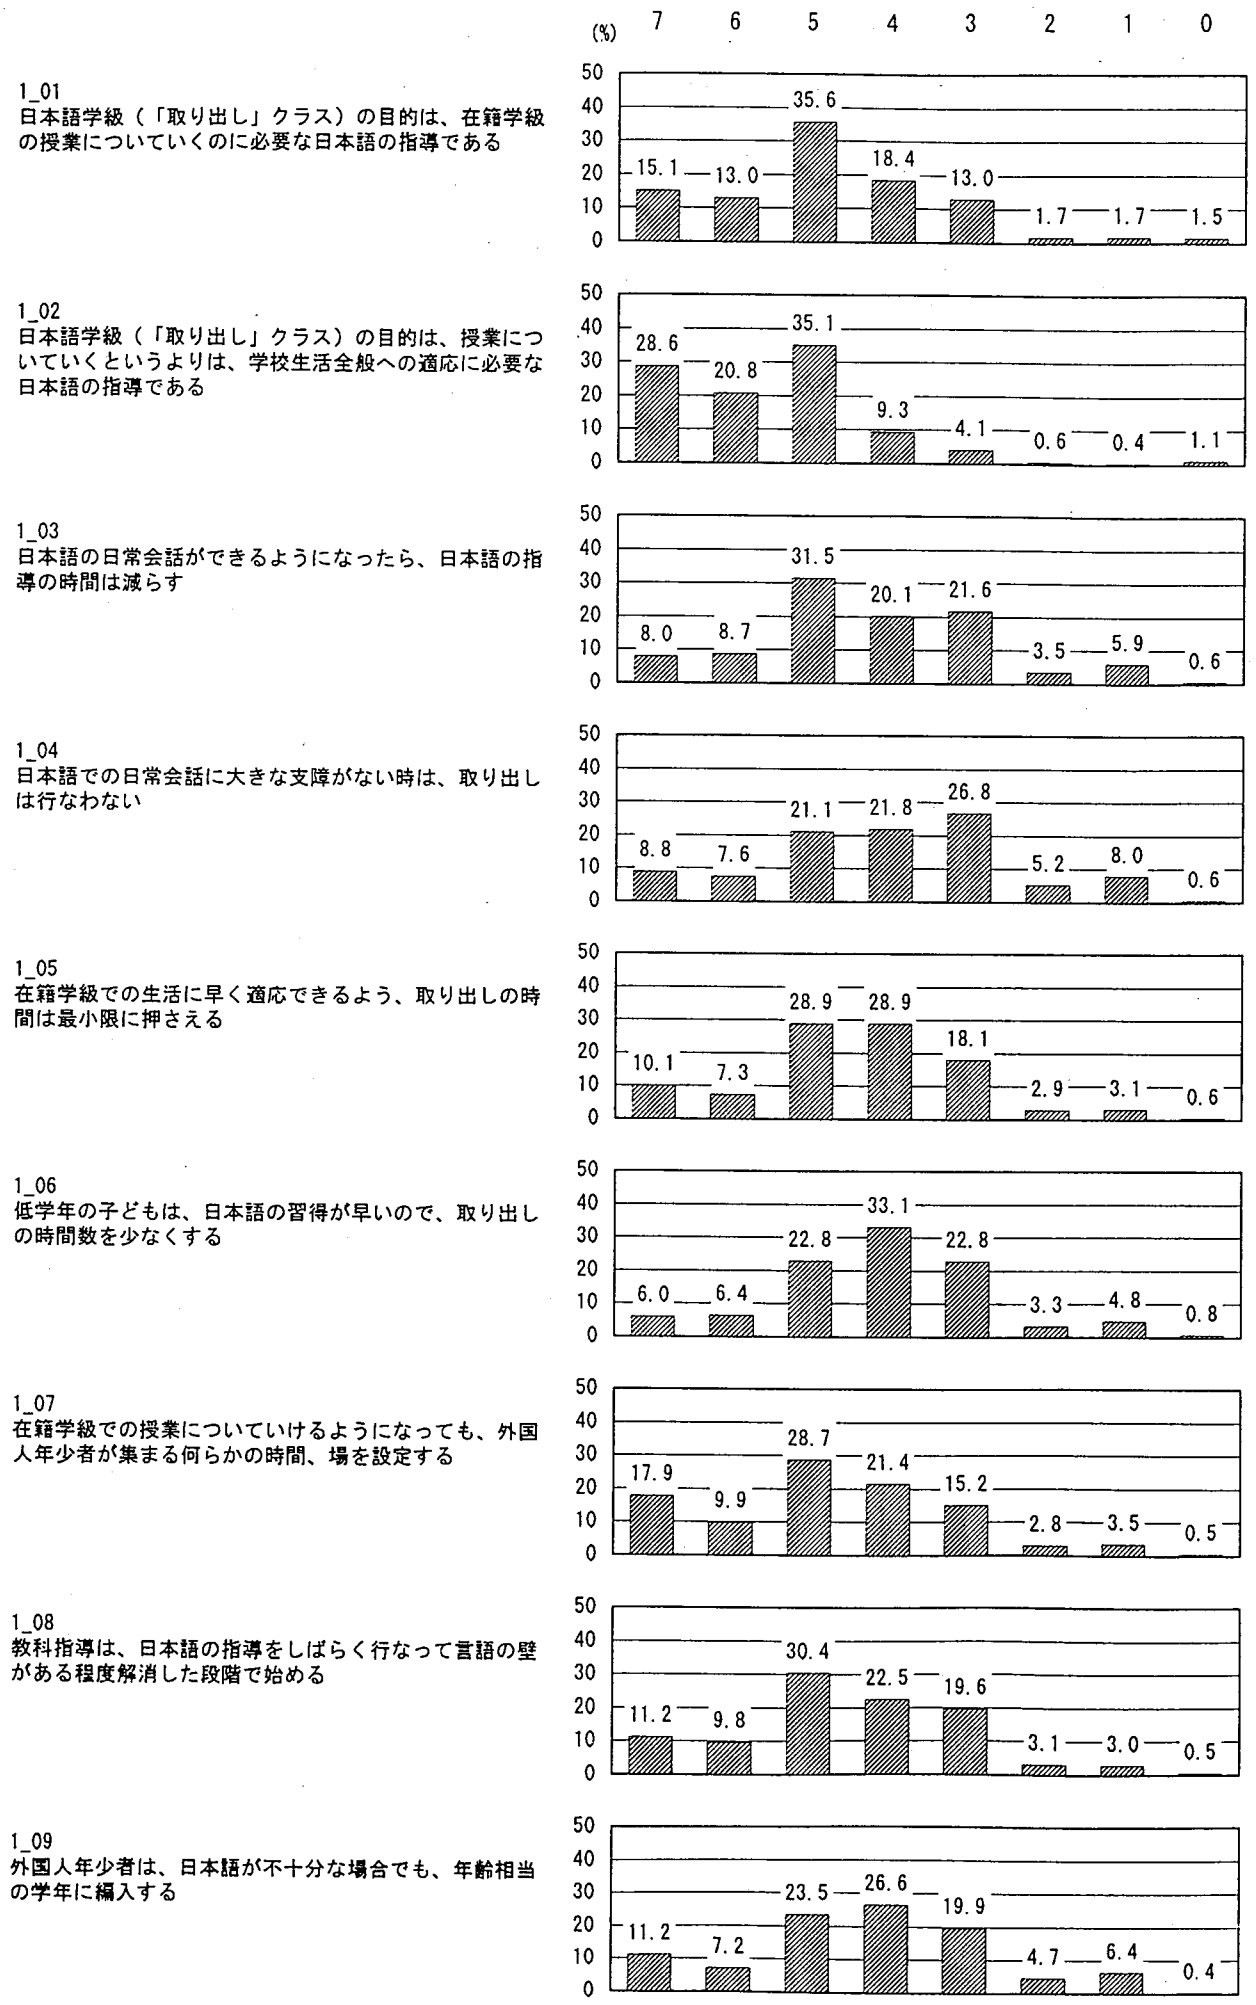 (%) 7 6 5 4 3 2 1 0
1_01
日本語学級(「取り出し」クラス)の目的は、在籍学級
の授業についていくのに必要な日本語の指導である
50
40
30
20
10
0
15.1 13.0 35.6 18.4 13.0 1.7 1.7 1.5
1_02
日本語学級(「取り出し」クラス)の目的は、授業につ
いていくというよりは、学校生活全般への適応に必要な
日本語の指導である
50
40
30
20
10
0
28.6 20.8 35.1 9.3 4.1 0.6 0.4 1.1
1_03
日本語の日常会話ができるようになったら、日本語の指
導の時間は減らす
50
40
30
20
10
0
8.0 8.7 31.5 20.1 21.6 3.5 5.9 0.6
1_04
日本語での日常会話に大きな支障がない時は、取り出し
は行なわない
50
40
30
20
10
0
8.8 7.6 21.1 21.8 26.8 5.2 8.0 0.6
1_05
在籍学級での生活に早く適応できるよう、取り出しの時
間は最小限に押さえる
50
40
30
20
10
0
10.1 7.3 28.9 28.9 18.1 2.9 3.1 0.6
1_06
低学年の子どもは、日本語の習得が早いので、取り出し
の時間数を少なくする
50
40
30
20
10
0
6.0 6.4 22.8 33.1 22.8 3.3 4.8 0.8
1_07
在籍学級での授業についていけるようになっても、外国
人年少者が集まる何らかの時間、場を設定する
50
40
30
20
10
0
17.9 9.9 28.7 21.4 15.2 2.8 3.5 0.5
1_08
教科指導は、日本語の指導をしばらく行なって言語の壁
がある程度解消した段階で始める
50
40
30
20
10
0
11.2 9.8 30.4 22.5 19.6 3.1 3.0 0.5
1_09
外国人年少者は、日本語が不十分な場合でも、年齢相当
の学年に編入する
50
40
30
20
10
0
11.2 7.2 23.5 26.6 19.9 4.7 6.4 0.4